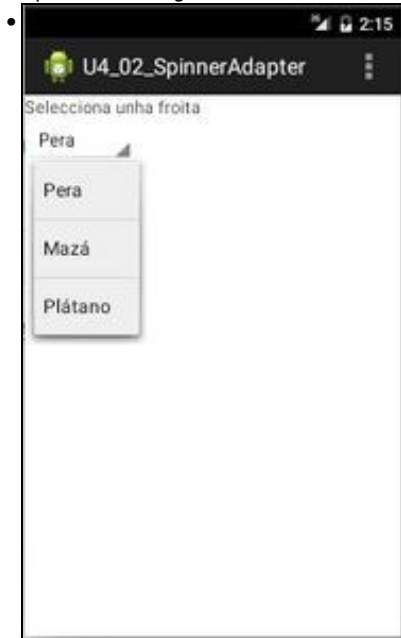 2:15
U4_02_SpinnerAdapter
Selecciona unha froita
Pera
Pera
Mazá
Plátano